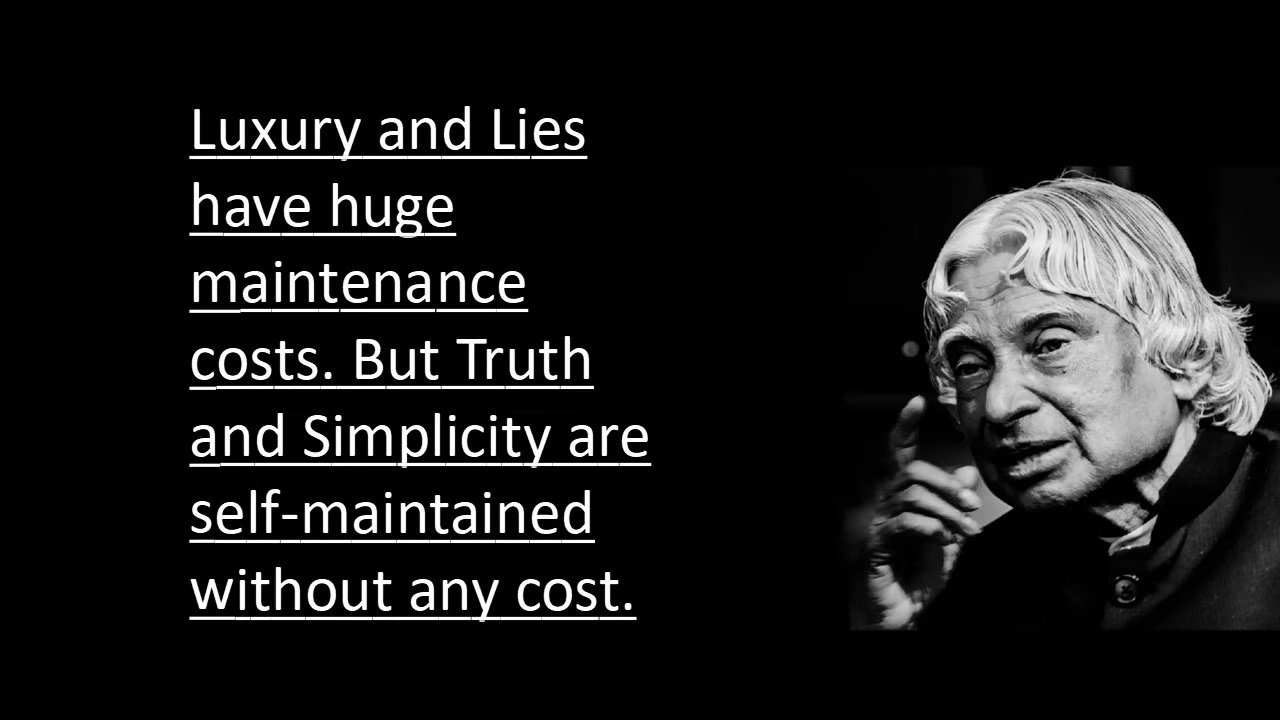 Luxury and Lies
have huge
maintenance
costs. But Truth
and Simplicity are
self-maintained
without any cost.